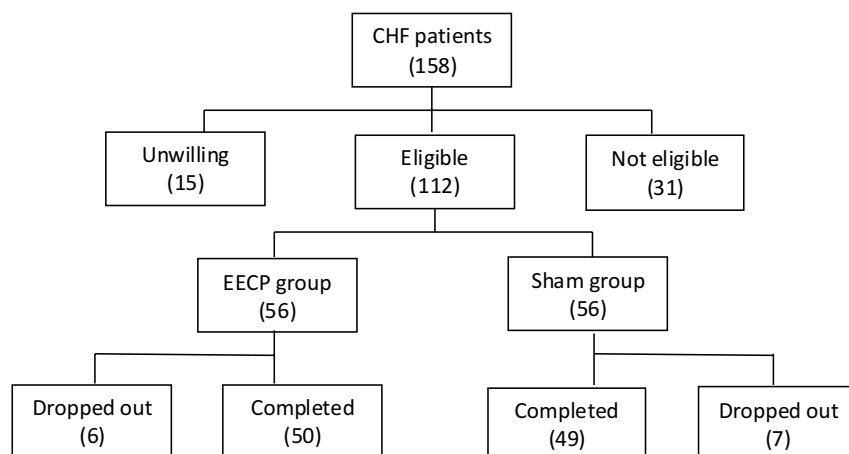 CHF patients
(158)
Unwilling
(15)
Eligible
(112)
Not eligible
(31)
EECP group
(56)
Sham group
(56)
Dropped out
(6)
Completed
(50)
Completed
(49)
Dropped out
(7)